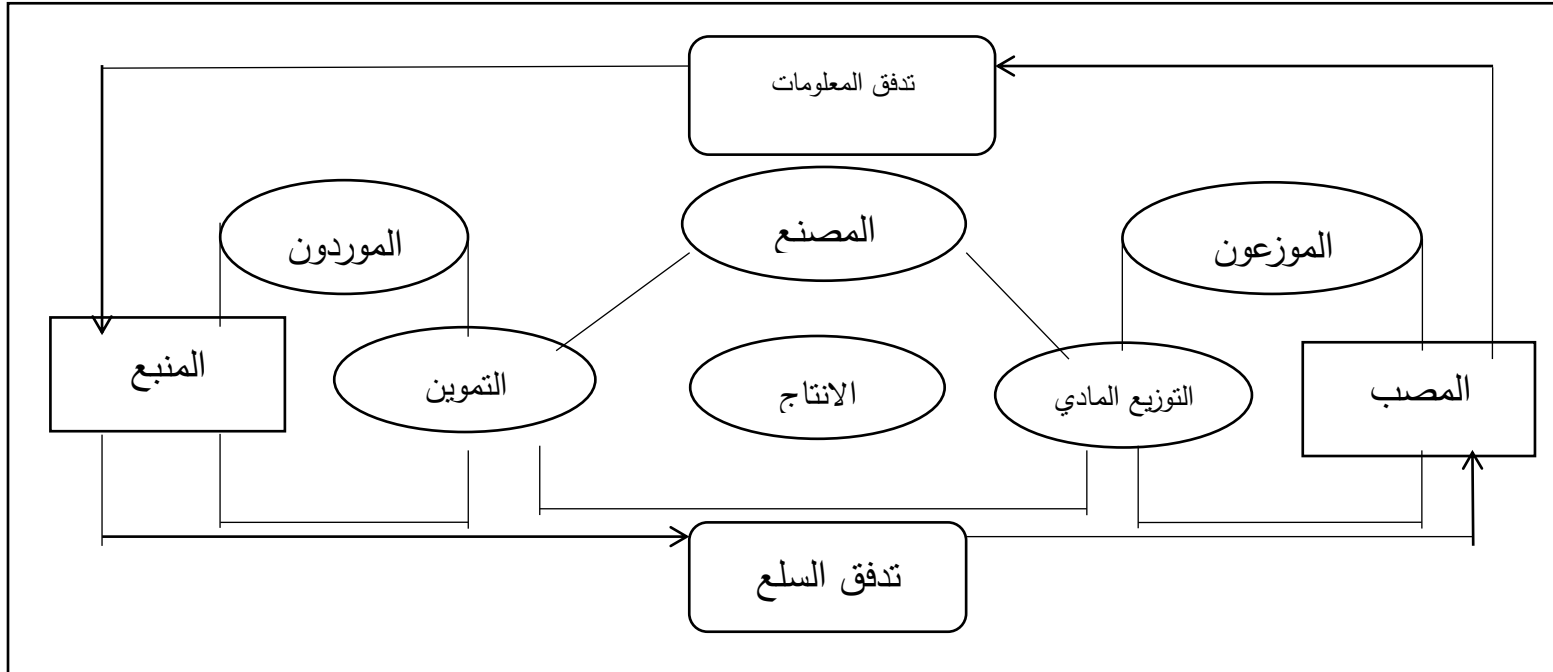 تدفق المعلومات
الموزعون
المصنع
الموردون
المصب
التوزيع المادي
الانتاج
التموين
المنبع
تدفق السلع